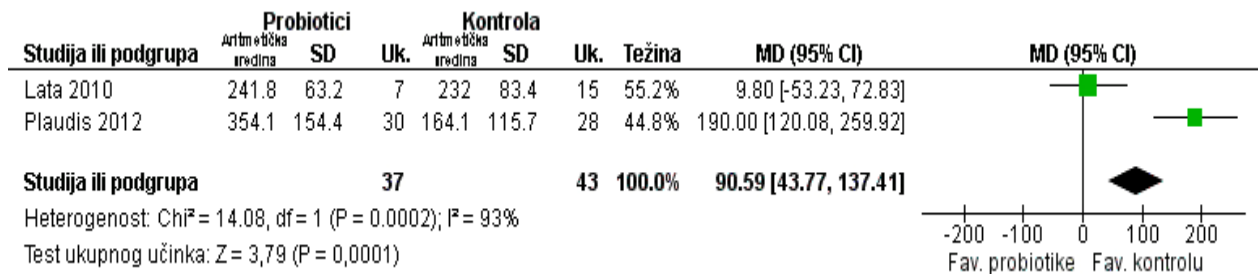 Probiotici Kontrola
Studija ili podgrupa Aritmetička sredina SD Uk. Aritmetička sredina SD Uk. Težina MD (95% CI) MD (95% CI)
Lata 2010 241.8 63.2 7 232 83.4 15 55.2% 9.80 [-53.23, 72.83]
Plaudis 2012 354.1 154.4 30 164.1 115.7 28 44.8% 190.00 [120.08, 259.92]
Studija ili podgrupa 37 43 100.0% 90.59 [43.77, 137.41]
Heterogenost: Chi² = 14.08, df = 1 (P = 0.0002); I² = 93%
Test ukupnog učinka: Z = 3,79 (P = 0,0001)
-200 -100 0 100 200
Fav. probiotike Fav. kontrolu